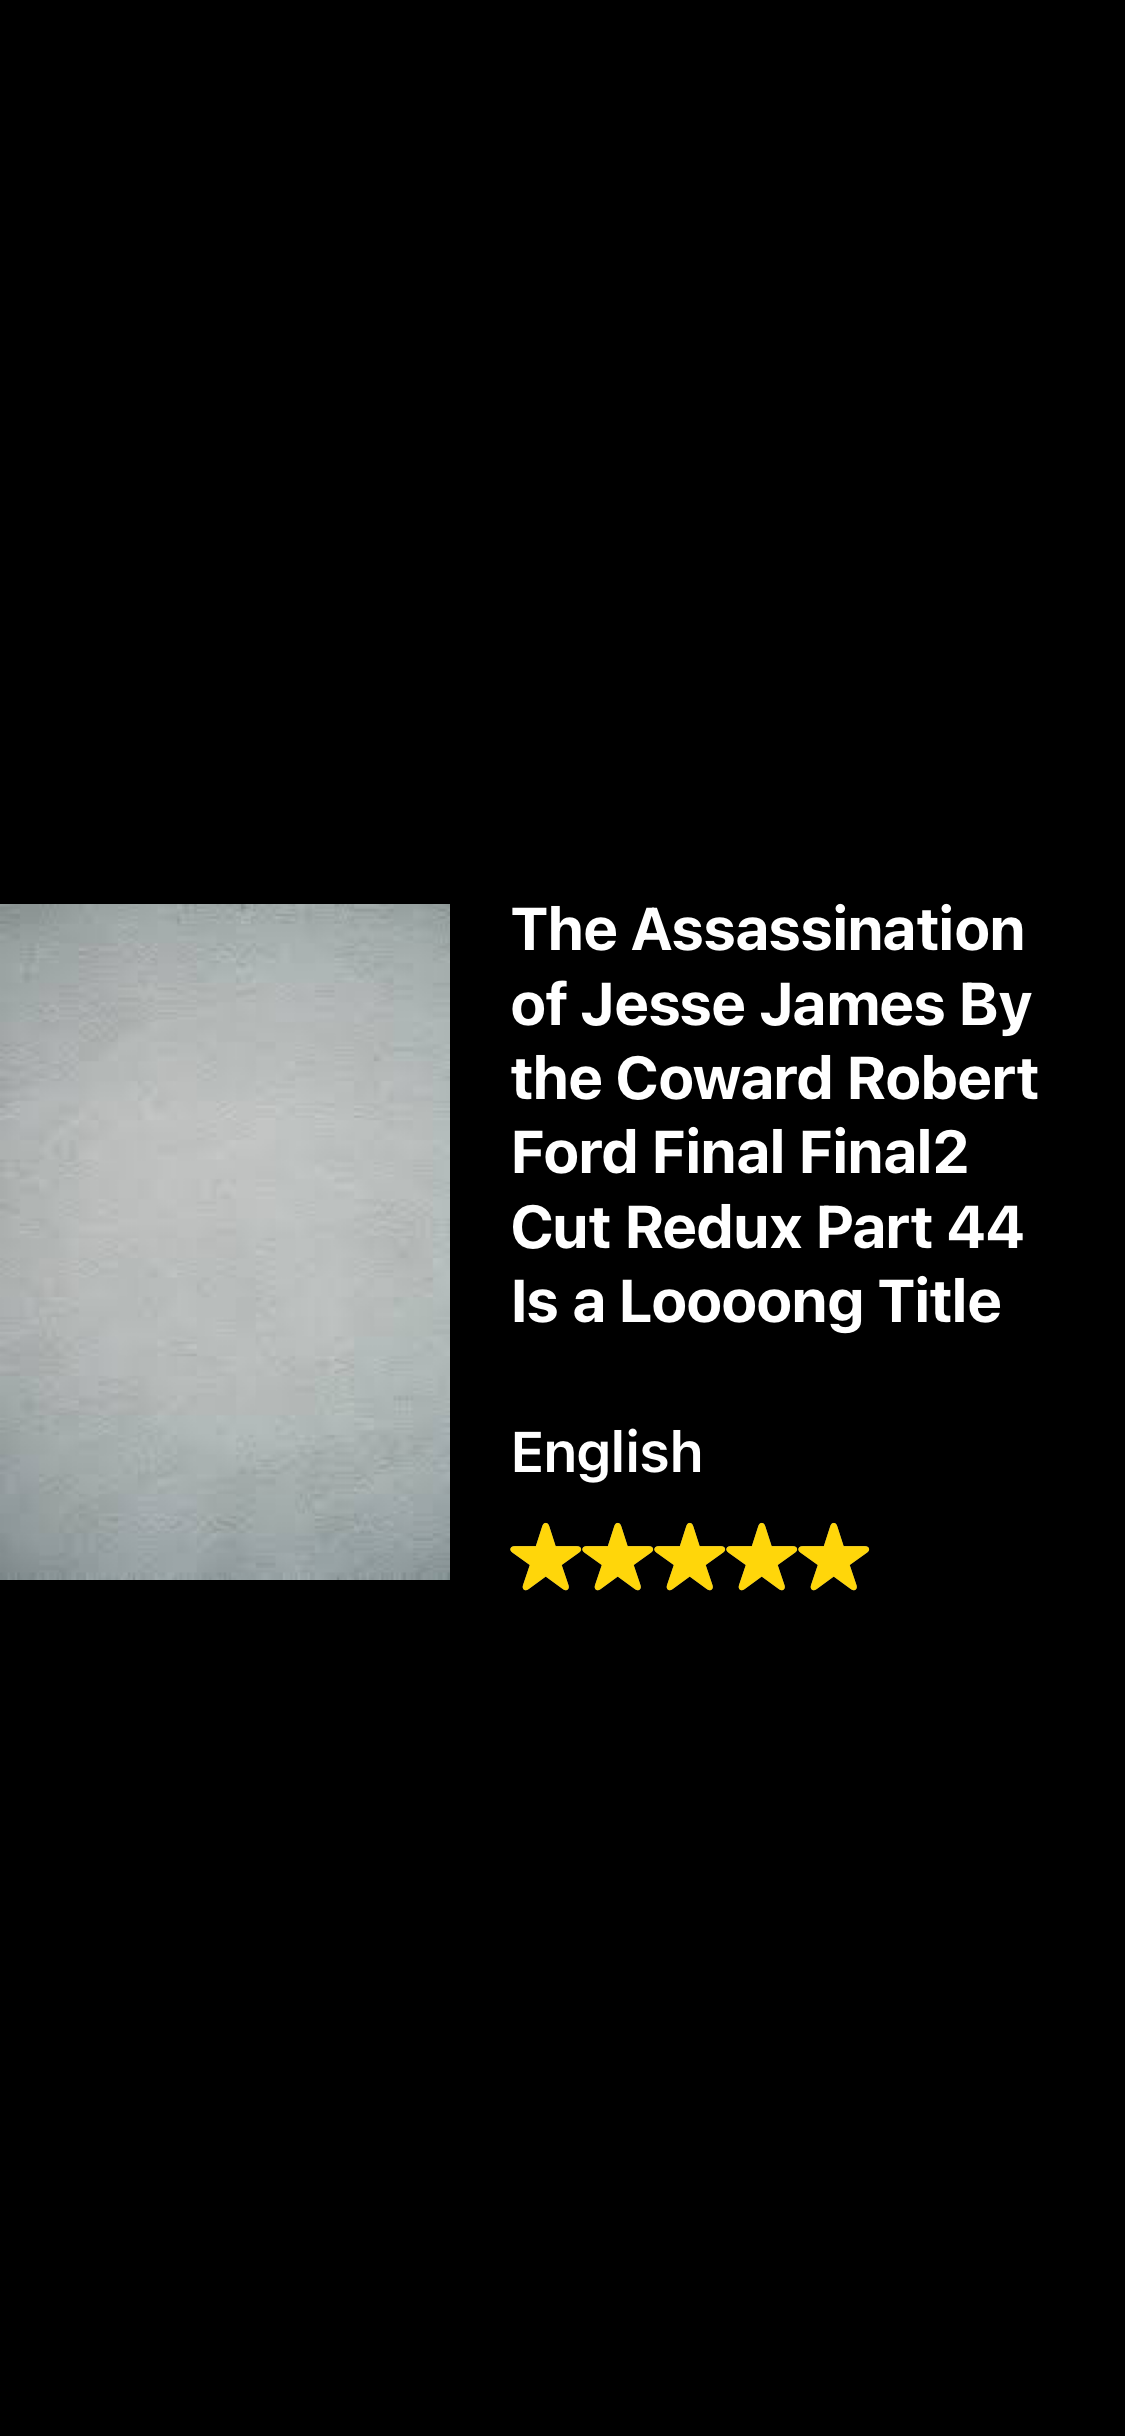 The Assassination
of Jesse James By
the Coward Robert
Ford Final Final2
Cut Redux Part 44
Is a Loooong Title
English